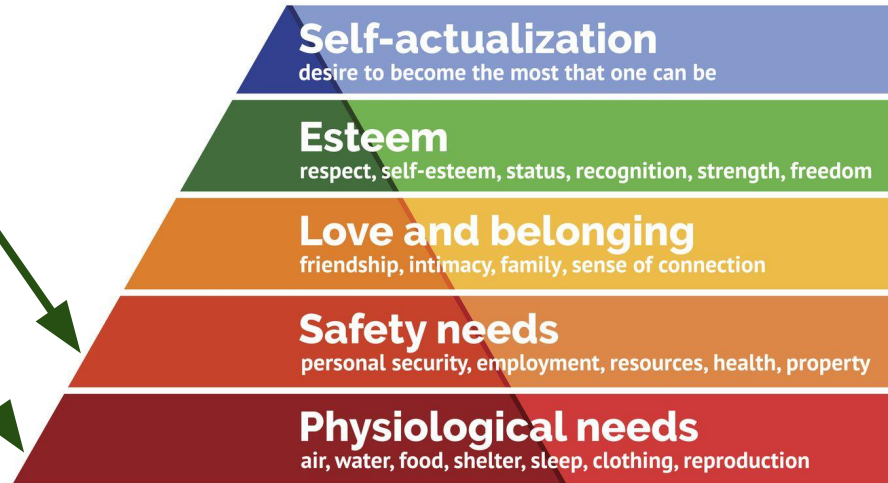 Self-actualization
desire to become the most that one can be
Esteem
respect, self-esteem, status, recognition, strength, freedom
Love and belonging
friendship, intimacy, family, sense of connection
Safety needs
personal security, employment, resources, health, property
Physiological needs
air, water, food, shelter, sleep, clothing, reproduction